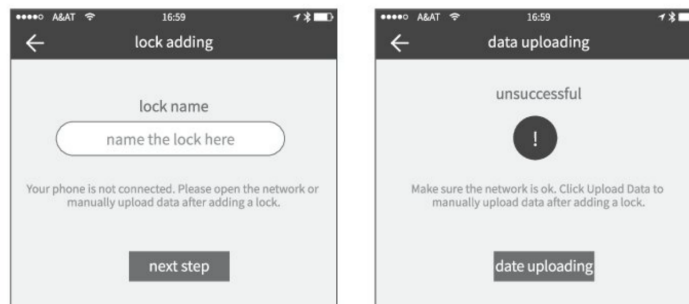 A&AT 16:59
lock adding
lock name
name the lock here
Your phone is not connected. Please open the network or
manually upload data after adding a lock.
next step
A&AT 16:59
data uploading
unsuccessful
!
Make sure the network is ok. Click Upload Data to
manually upload data after adding a lock.
date uploading